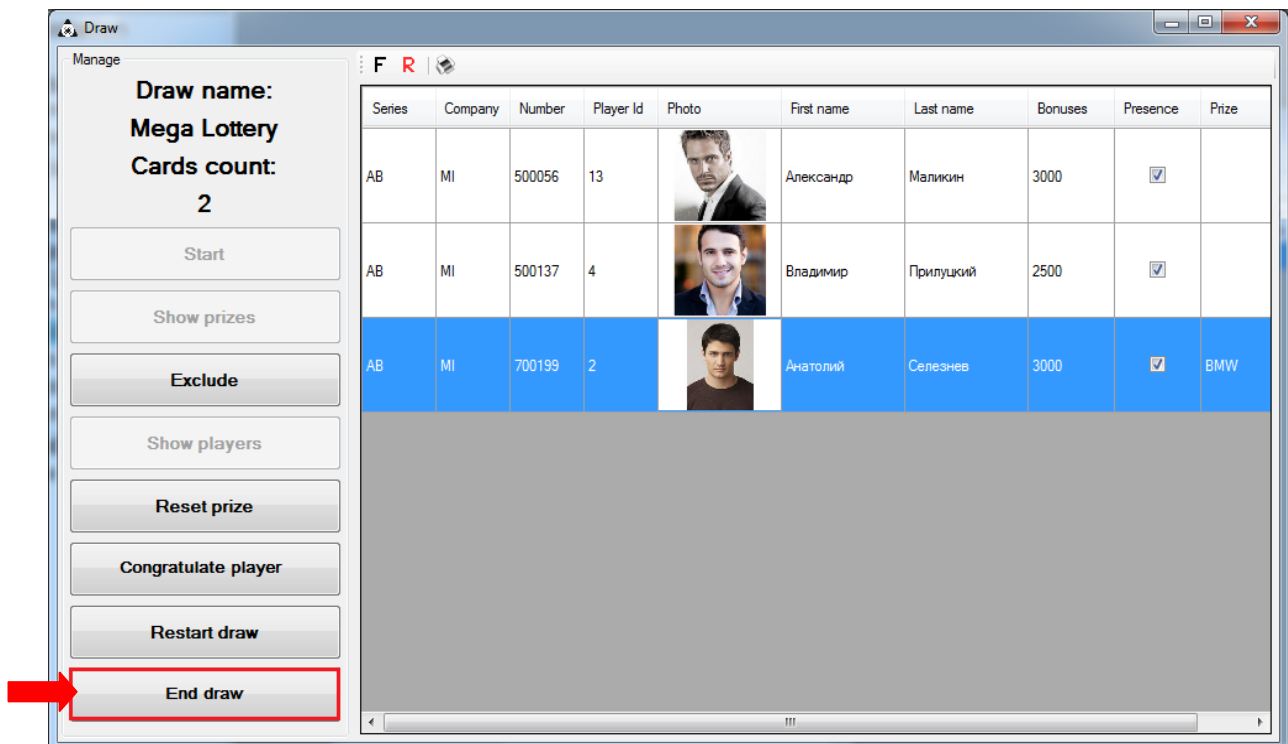 Draw
Manage
Draw name:
Mega Lottery
Cards count:
2
Start
Show prizes
Exclude
Show players
Reset prize
Congratulate player
Restart draw
End draw
F R
Series Company Number Player Id Photo First name Last name Bonuses Presence Prize
AB MI 500056 13 Александр Маликин 3000
AB MI 500137 4 Владимир Прилуцкий 2500
AB MI 700199 2 Анатолий Селезнев 3000 BMW